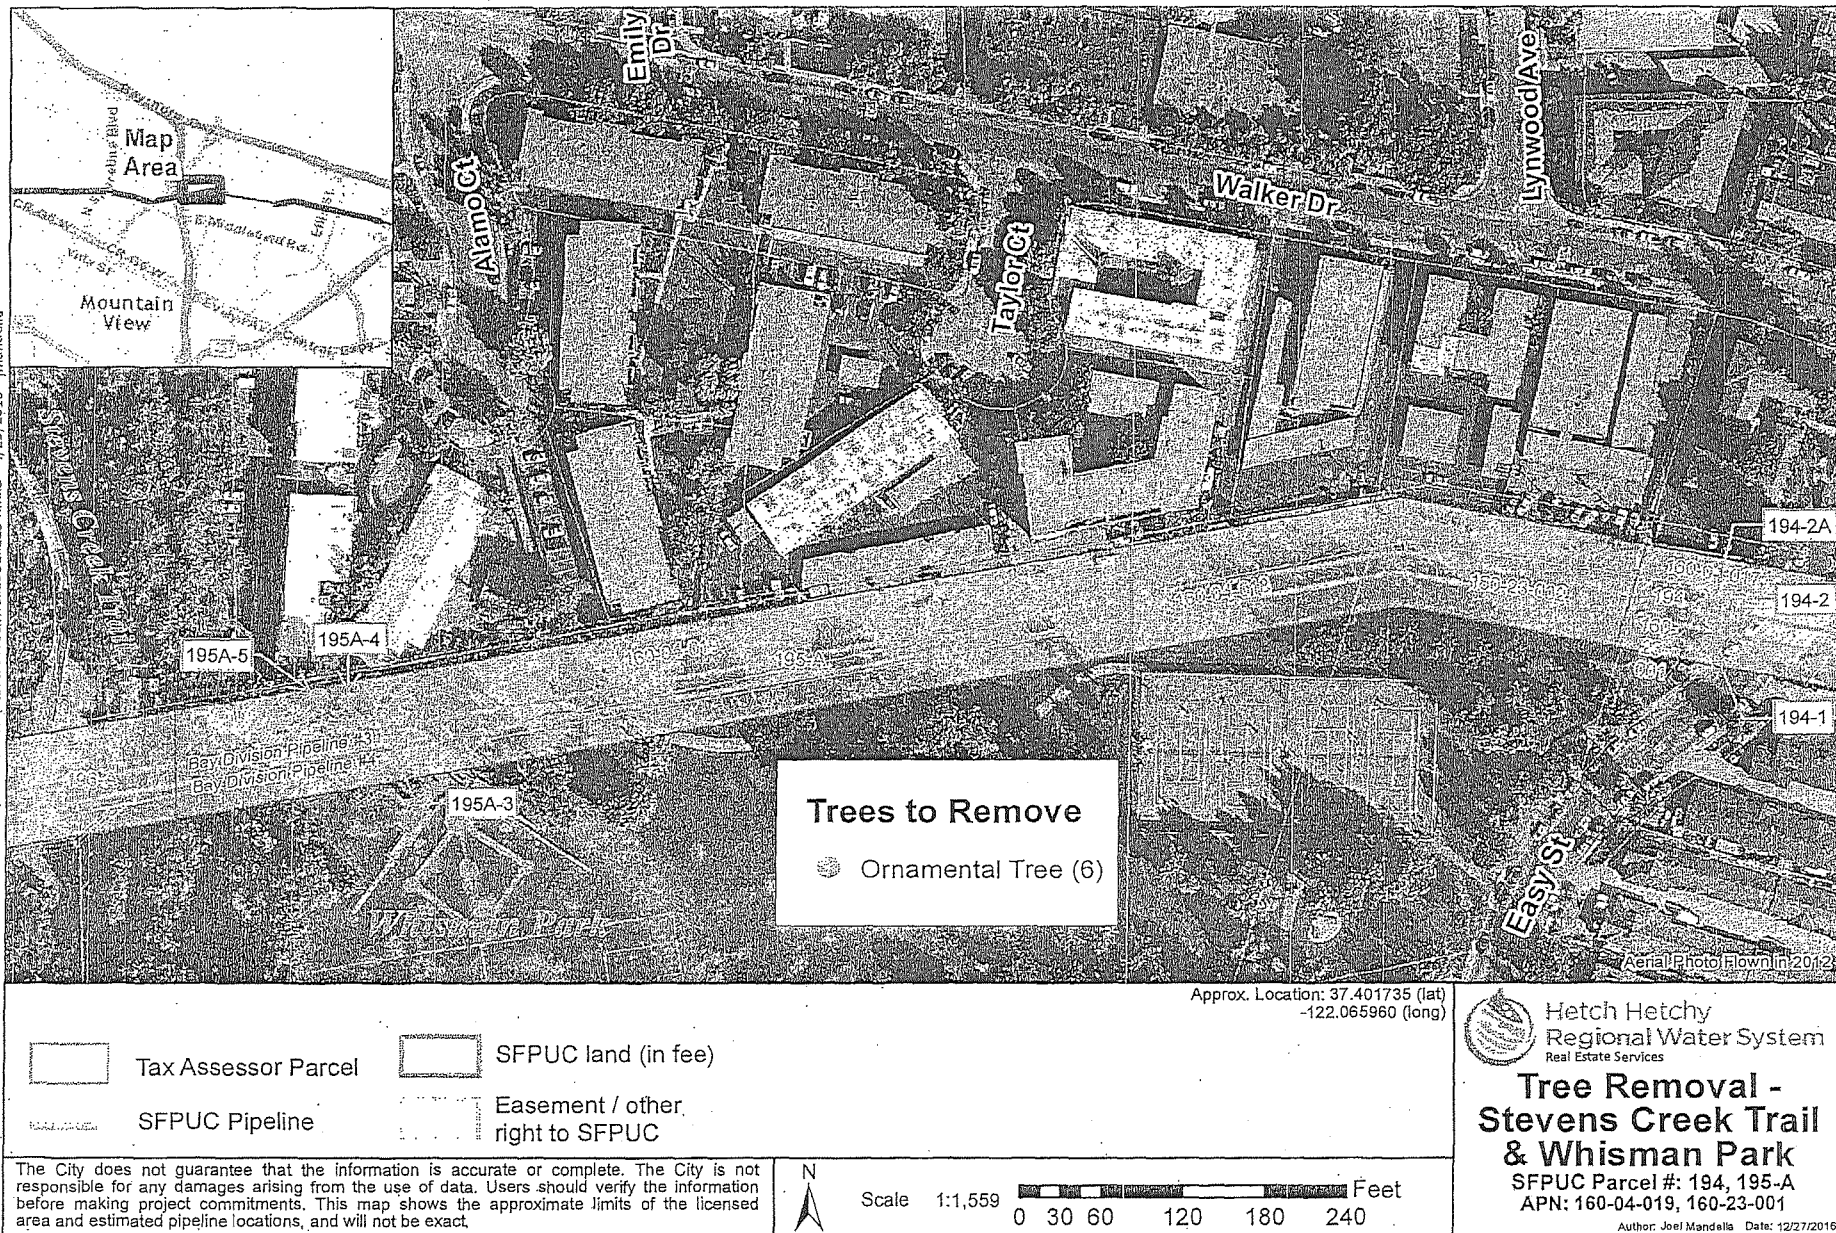 Map
Area
Mountain
View
Emily
Dr
Alamo Ct
Taylor Ct
Walker Dr
Lynwood Ave
Stevens Creek Trail
194-2A
194-2
194-1
195A-4
195A-5
195-A
Bay Division Pipeline #3
Bay Division Pipeline #4
195A-3
Whisman Park
Easy St
Trees to Remove
Ornamental Tree (6)
Aerial Photo Flown in 2012
Approx. Location: 37.401735 (lat)
-122.065960 (long)
Tax Assessor Parcel
SFPUC land (in fee)
SFPUC Pipeline
Easement / other
right to SFPUC
The City does not guarantee that the information is accurate or complete. The City is not
responsible for any damages arising from the use of data. Users should verify the information
before making project commitments. This map shows the approximate limits of the licensed
area and estimated pipeline locations, and will not be exact.
N
Scale 1:1,559
Feet
0 30 60 120 180 240
Hetch Hetchy
Regional Water System
Real Estate Services
Tree Removal -
Stevens Creek Trail
& Whisman Park
SFPUC Parcel #: 194, 195-A
APN: 160-04-019, 160-23-001
Author: Joel Mandella Date: 12/27/2016